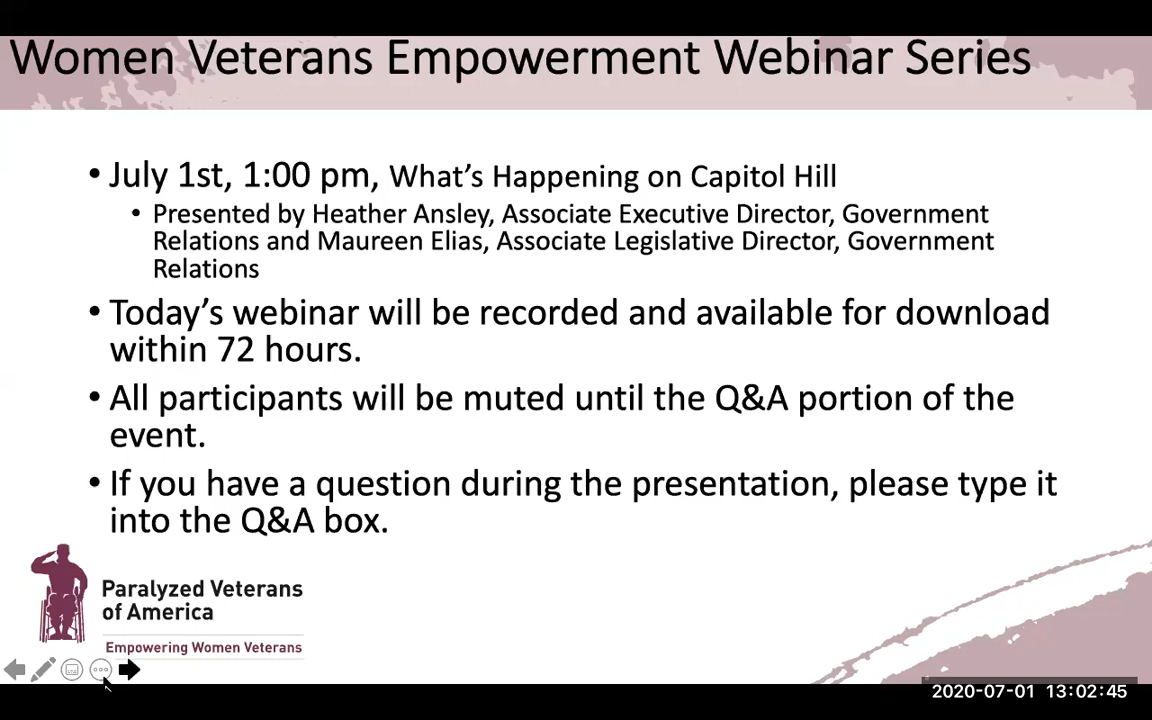 Women Veterans Empowerment Webinar Series
• July 1st, 1:00 pm, What’s Happening on Capitol Hill
• Presented by Heather Ansley, Associate Executive Director, Government
Relations and Maureen Elias, Associate Legislative Director, Government
Relations
• Today’s webinar will be recorded and available for download
within 72 hours.
• All participants will be muted until the Q&A portion of the
event.
• If you have a question during the presentation, please type it
into the Q&A box.
Paralyzed Veterans
of America
Empowering Women Veterans
2020-07-01 13:02:45